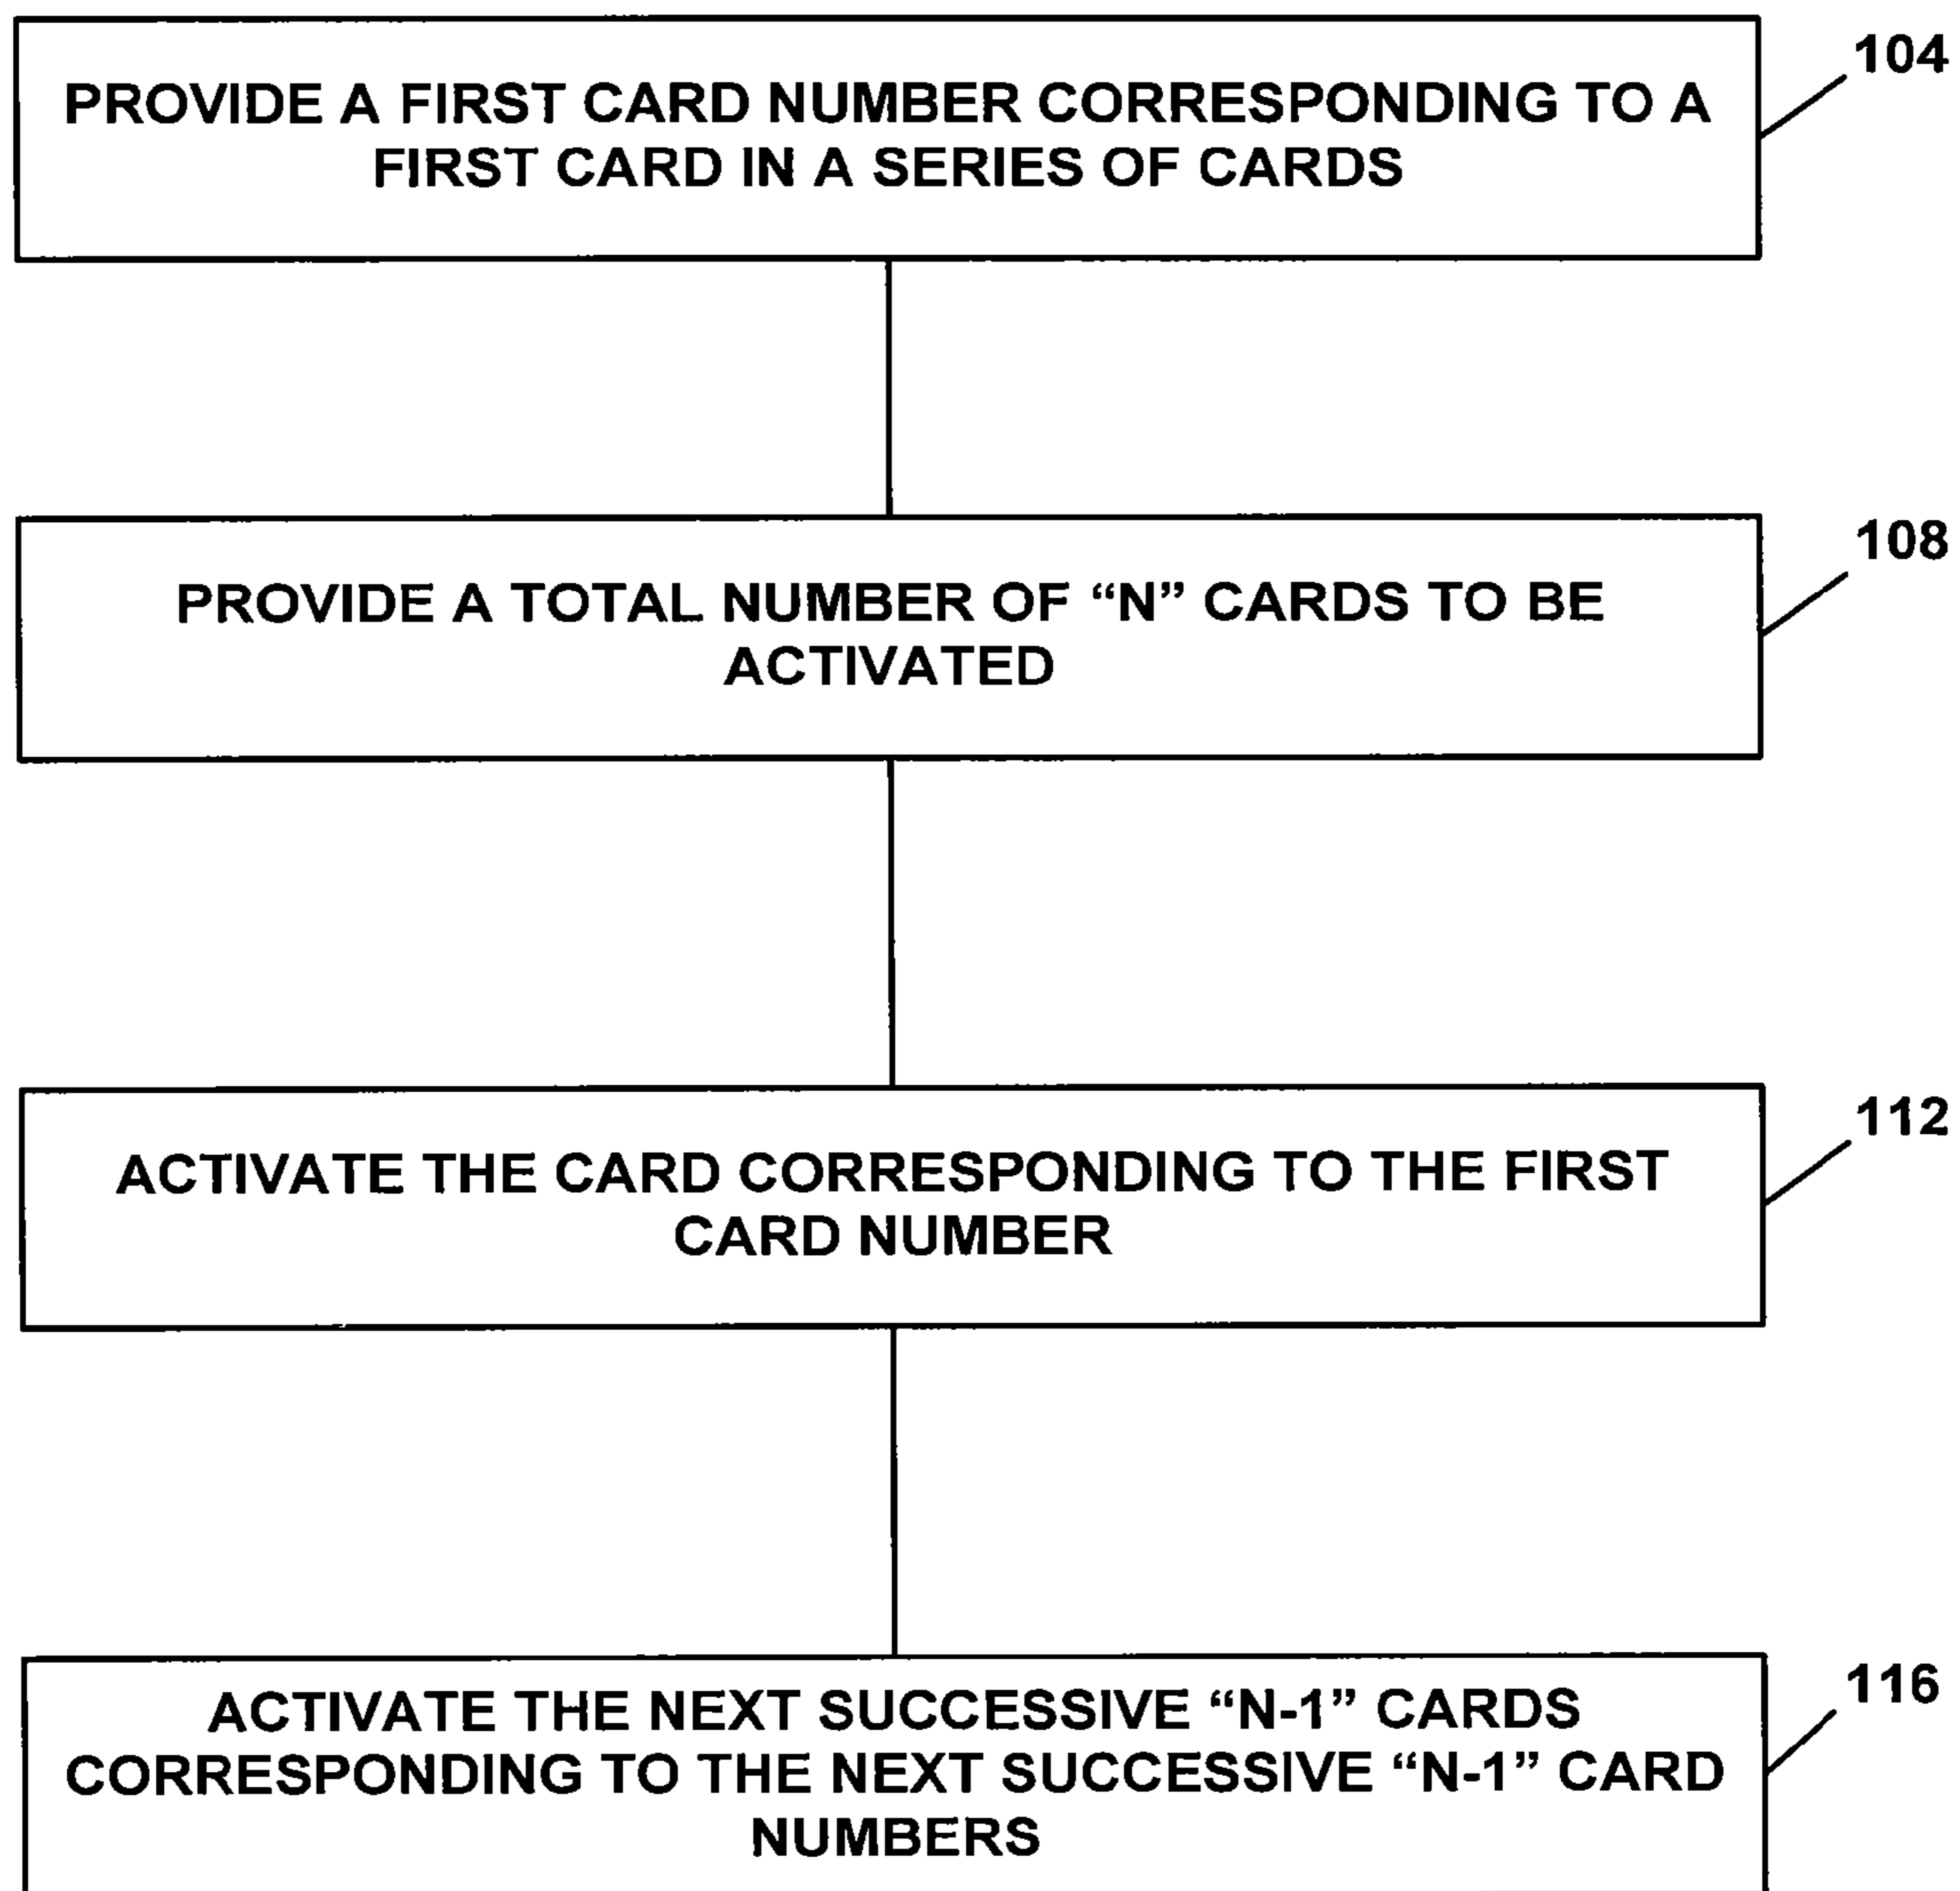 104
PROVIDE A FIRST CARD NUMBER CORRESPONDING TO A
FIRST CARD IN A SERIES OF CARDS
108
PROVIDE A TOTAL NUMBER OF “N” CARDS TO BE
ACTIVATED
112
ACTIVATE THE CARD CORRESPONDING TO THE FIRST
CARD NUMBER
116
ACTIVATE THE NEXT SUCCESSIVE “N-1” CARDS
CORRESPONDING TO THE NEXT SUCCESSIVE “N-1” CARD
NUMBERS